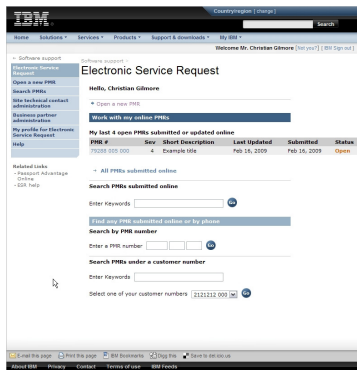 Country/region [ change ]
IBM
Search
Home Solutions Services Products Support & downloads My IBM
Welcome Mr. Christian Gilmore [Not you?] [ IBM Sign out ]
Software support
Electronic Service Request
Open a new PMR
Search PMRs
Site technical contact administration
Business partner administration
My profile for Electronic Service Request
Help
Related Links
- Passport Advantage Online
- ESR help
Software support >
Electronic Service Request
Hello, Christian Gilmore
Open a new PMR
Work with my online PMRs
My last 4 open PMRs submitted or updated online
PMR # Sev Short Description Last Updated Submitted Status
79268 005 000 4 Example title Feb 16, 2009 Feb 16, 2009 Open
All PMRs submitted online
Search PMRs submitted online
Enter Keywords Go
Find any PMR submitted online or by phone
Search by PMR number
Enter a PMR number Go
Search PMRs under a customer number
Enter Keywords
Select one of your customer numbers 2121212 000 Go
E-mail this page Print this page IBM Bookmarks Digg this Save to del.icio.us
About IBM Privacy Contact Terms of use IBM Feeds